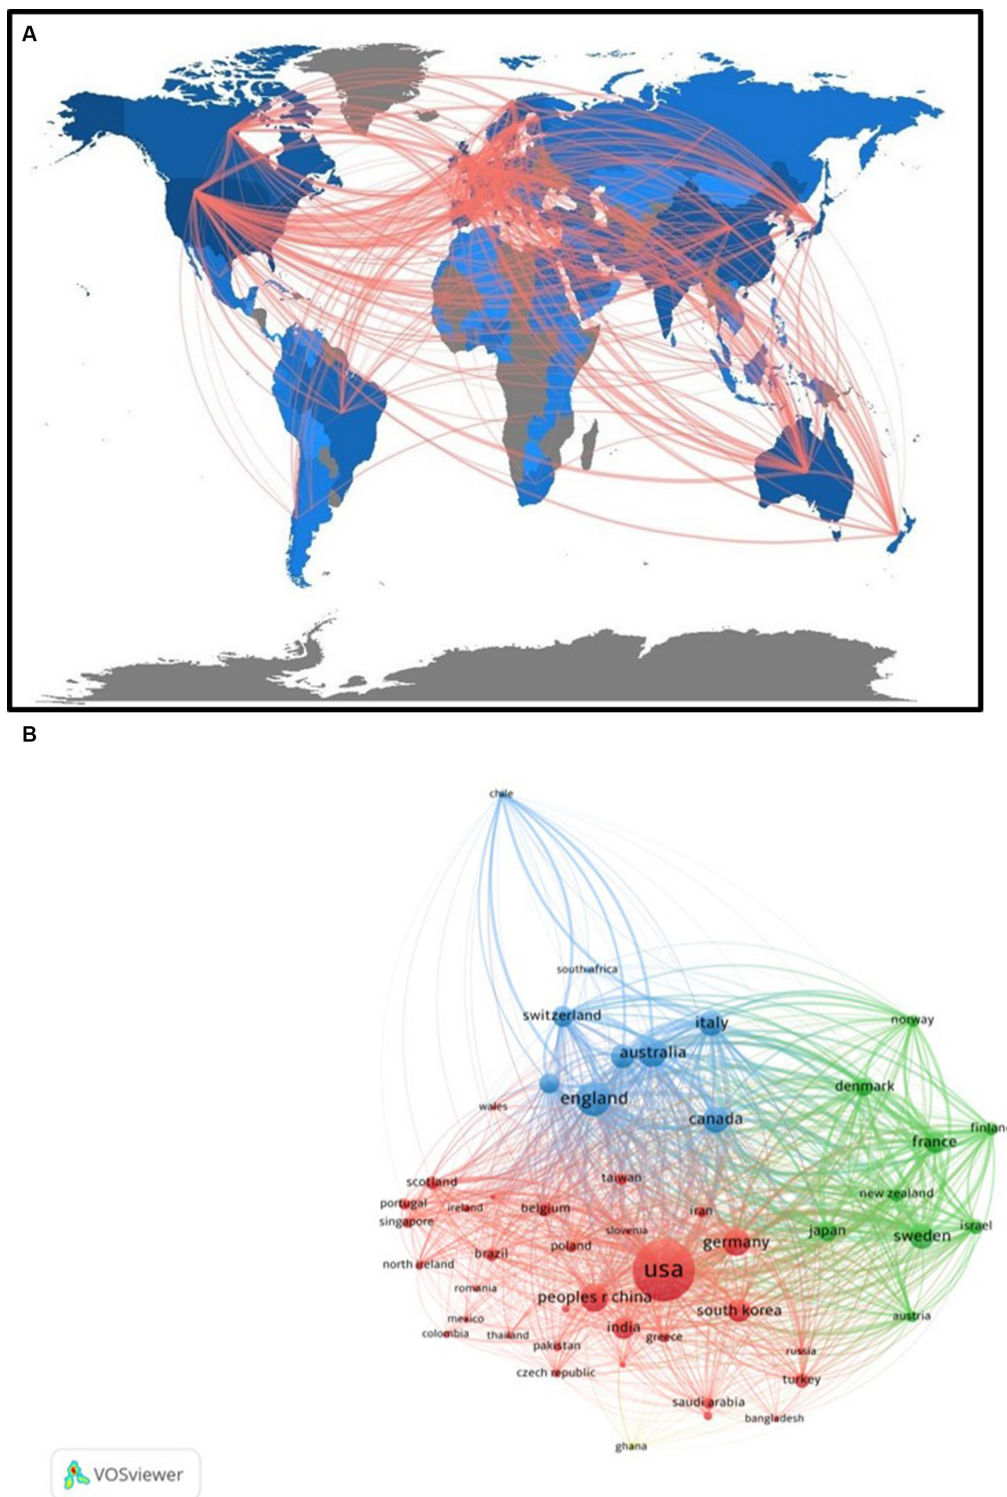 A
B
chile
south africa
switzerland
italy
norway
australia
denmark
england
wales
canada
finlan
france
scotland
taiwan
new zealand
portugal
ireland
belgium
iran
singapore
slovenia
japan
sweden
israel
poland
germany
brazil
north ireland
usa
romania
peoples r china
south korea
mexico
india
austria
colombia
thailand
greece
pakistan
russia
czech republic
turkey
saudi arabia
bangladesh
ghana
VOSviewer